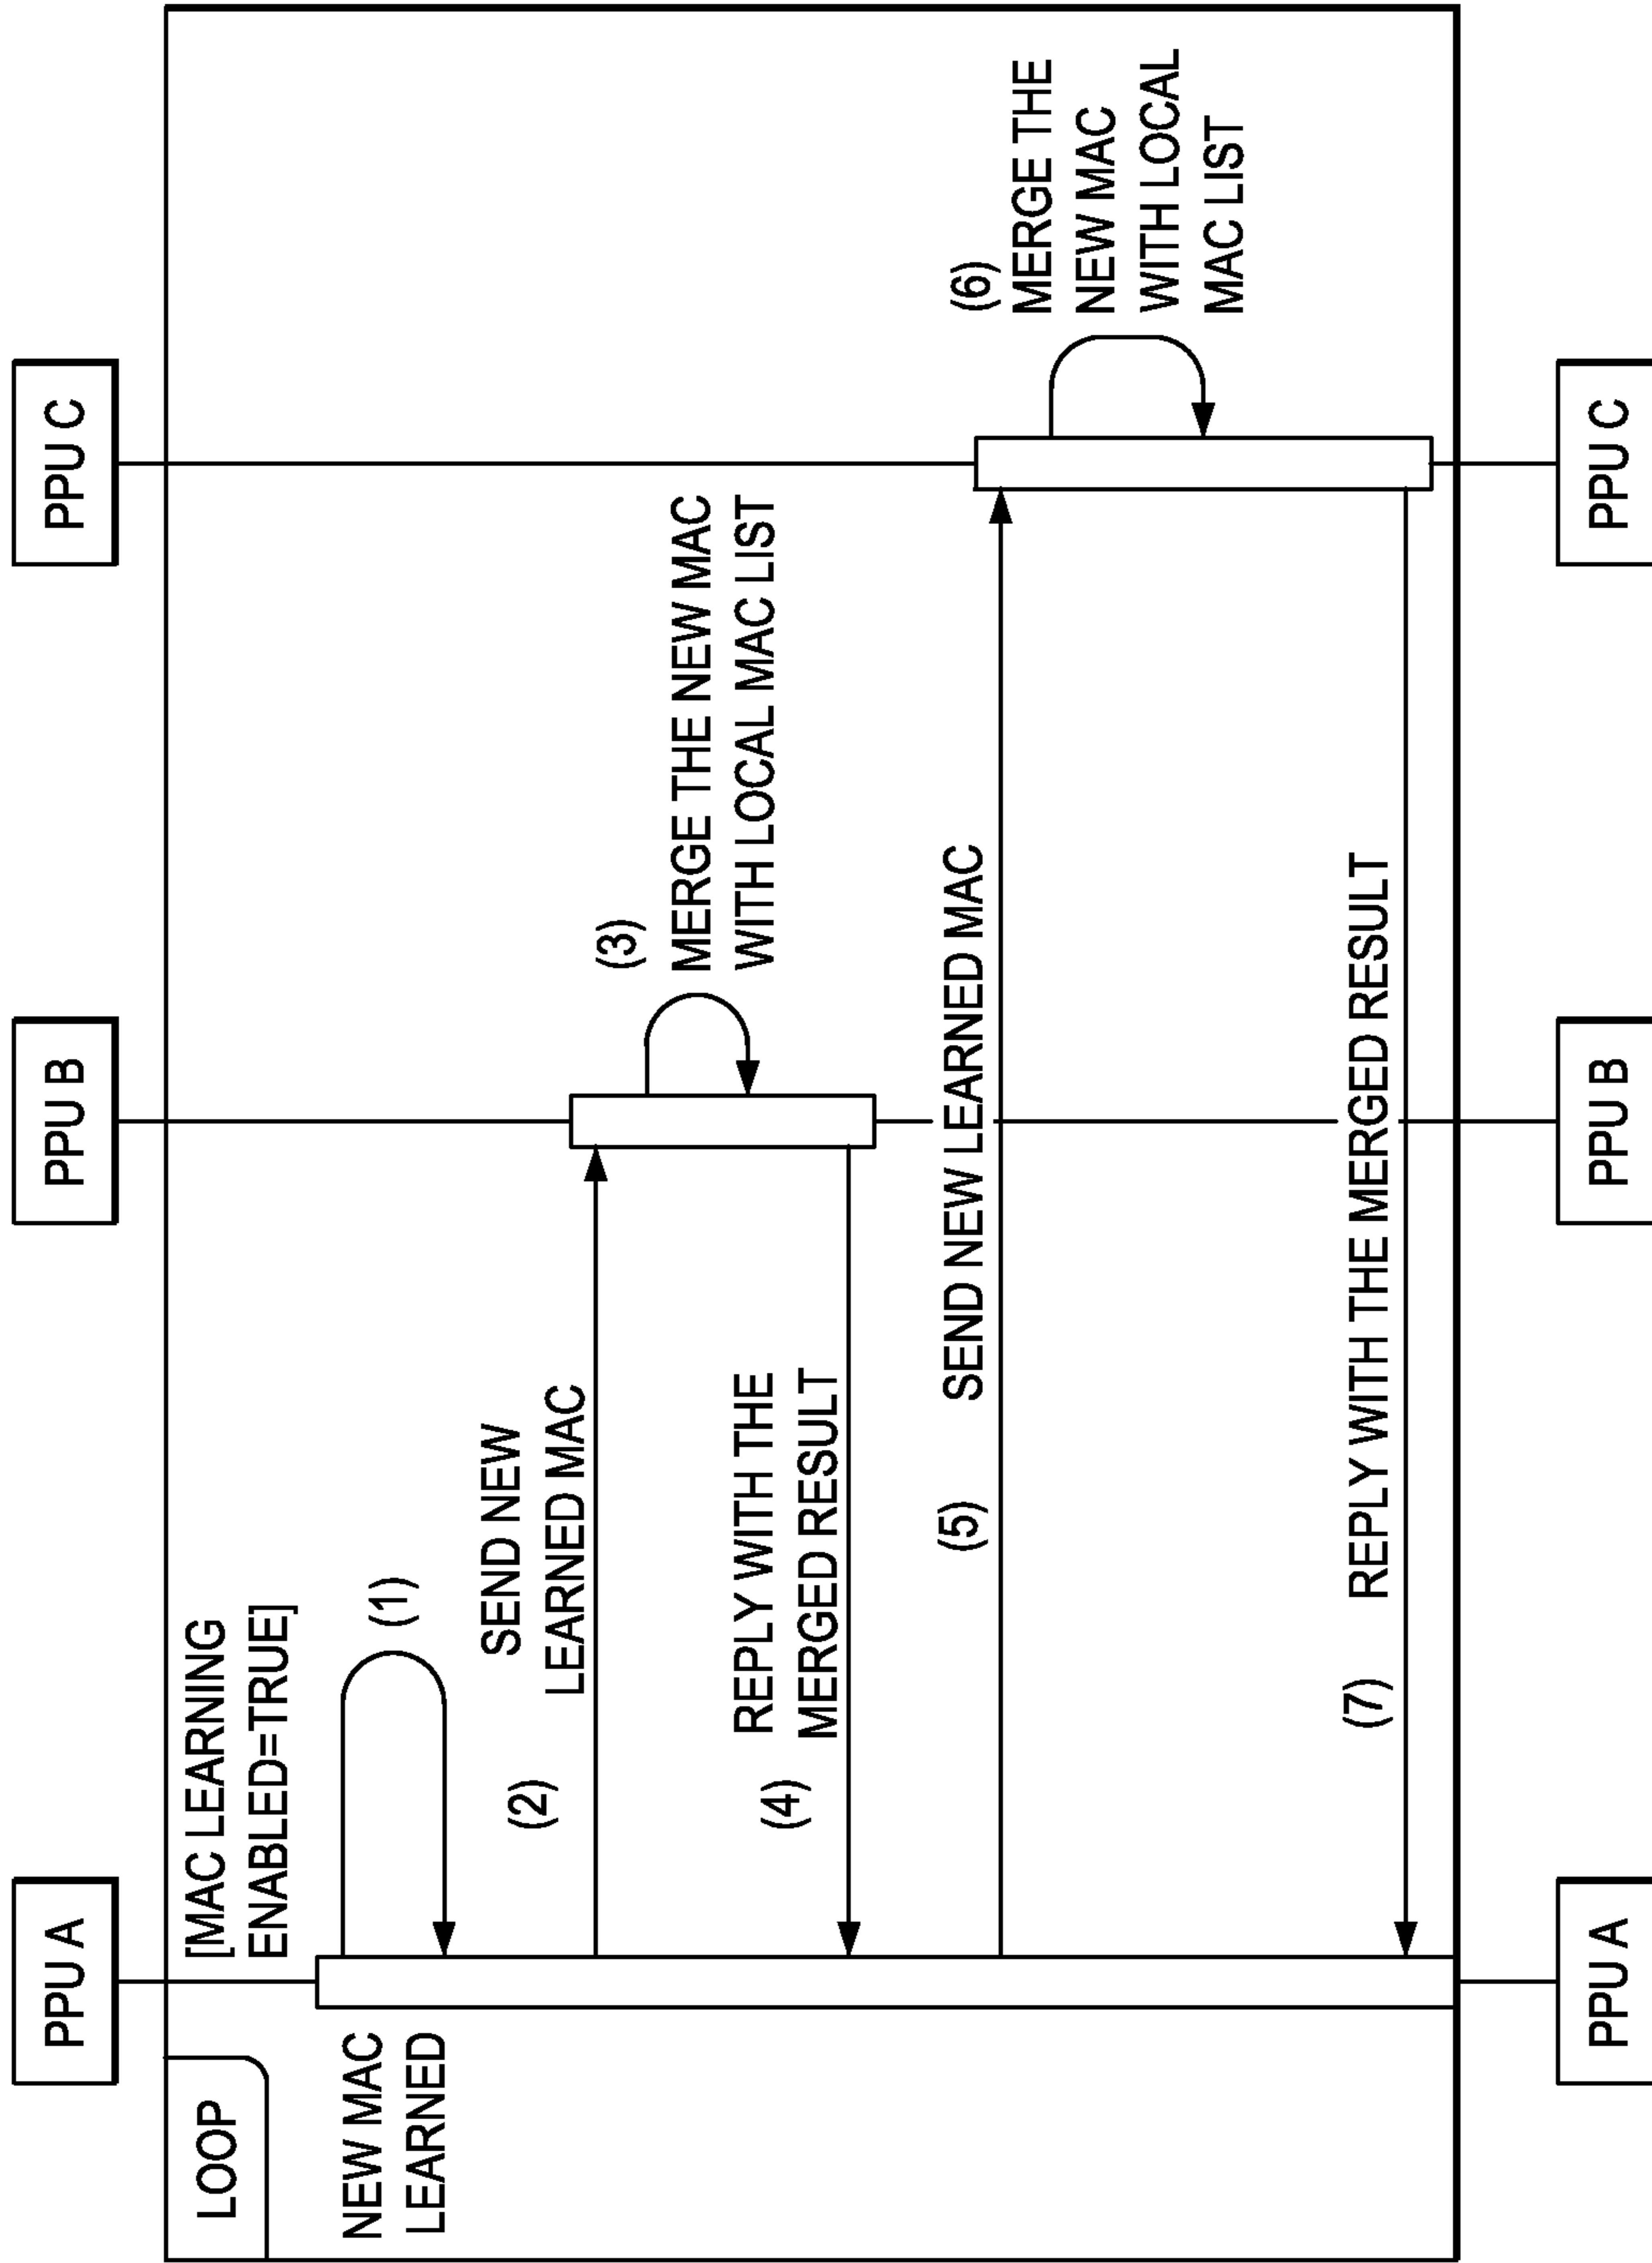 PPU A
PPU B
PPU C
LOOP
[MAC LEARNING
ENABLED=TRUE]
NEW MAC
LEARNED
(1)
(2)
SEND NEW
LEARNED MAC
(3)
MERGE THE NEW MAC
WITH LOCAL MAC LIST
(4)
REPLY WITH THE
MERGED RESULT
(5) SEND NEW LEARNED MAC
(6)
MERGE THE
NEW MAC
WITH LOCAL
MAC LIST
(7) REPLY WITH THE MERGED RESULT
PPU A
PPU B
PPU C